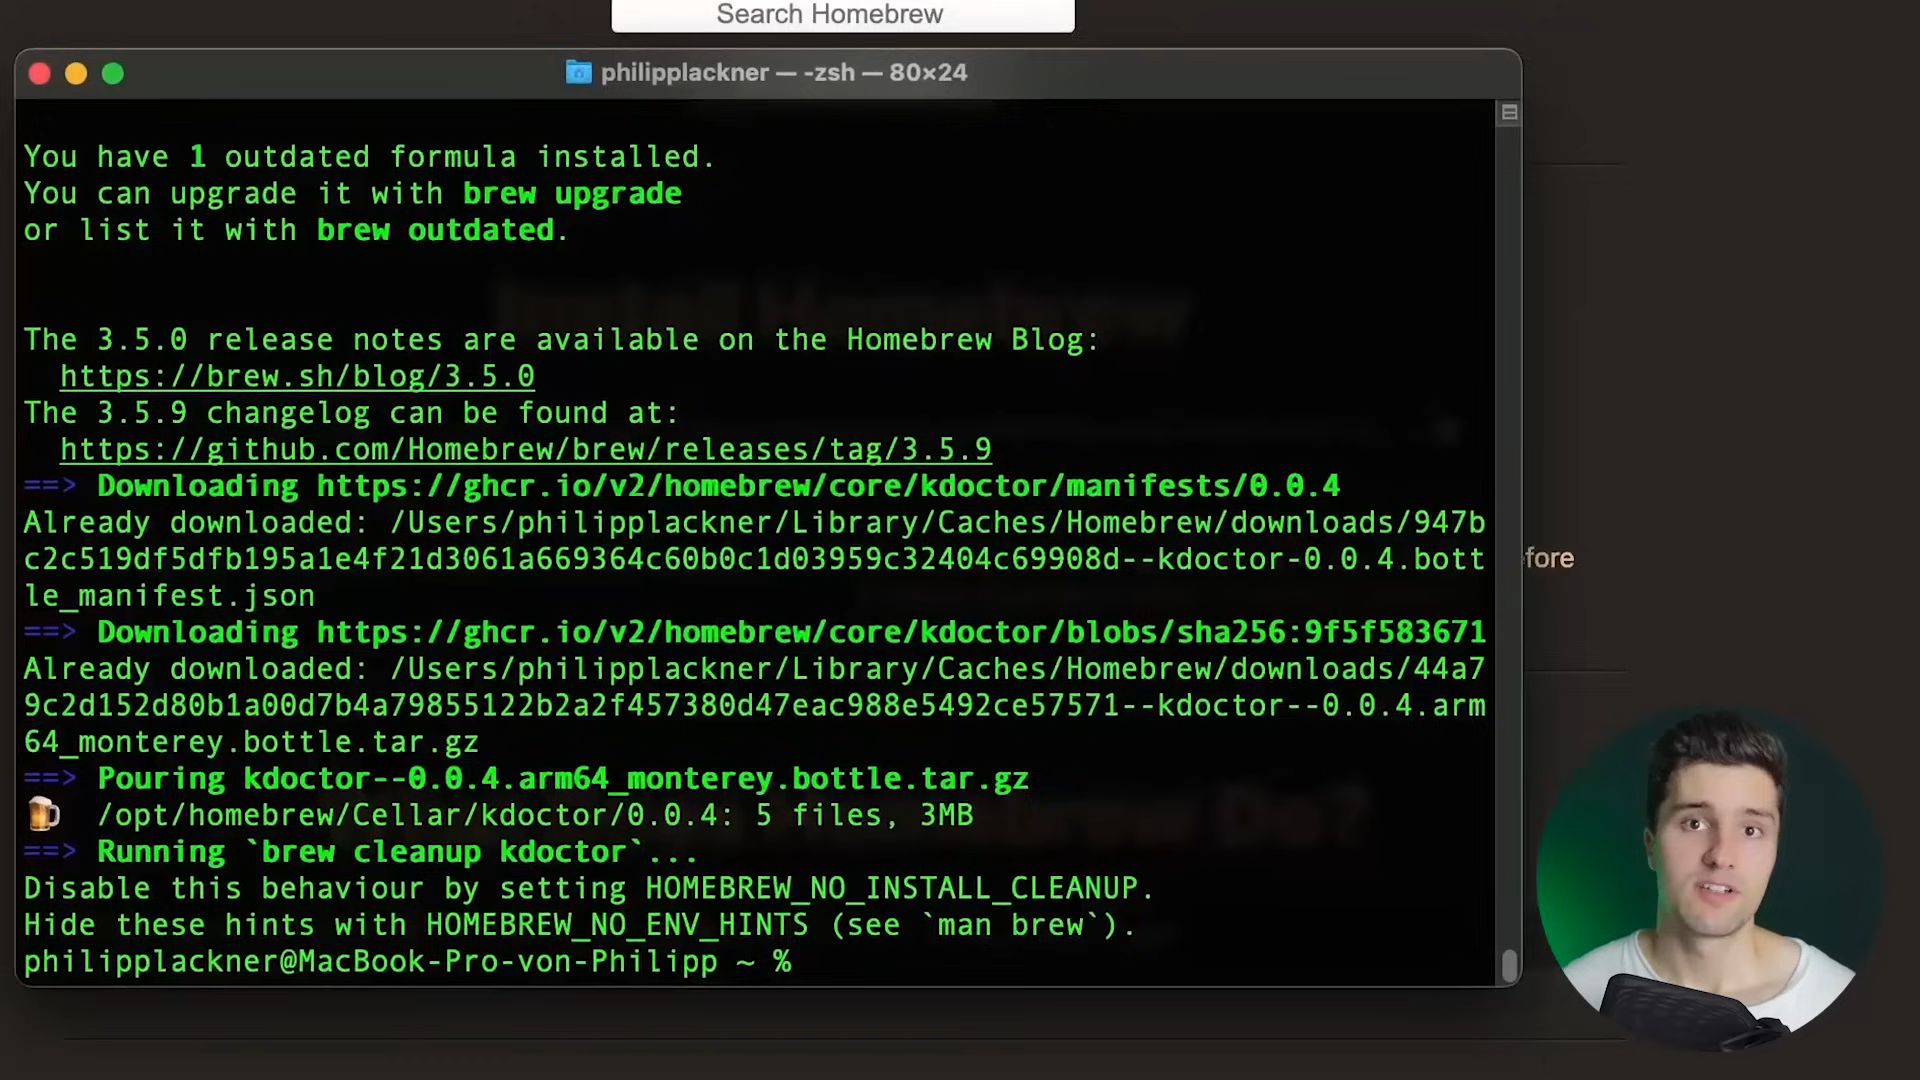 Search Homebrew
philipplackner — -zsh — 80×24
You have 1 outdated formula installed.
You can upgrade it with brew upgrade
or list it with brew outdated.
Install Homebrew
The 3.5.0 release notes are available on the Homebrew Blog:
https://brew.sh/blog/3.5.0
The 3.5.9 changelog can be found at:
https://github.com/Homebrew/brew/releases/tag/3.5.9
==> Downloading https://ghcr.io/v2/homebrew/core/kdoctor/manifests/0.0.4
Already downloaded: /Users/philipplackner/Library/Caches/Homebrew/downloads/947b
c2c519df5dfb195a1e4f21d3061a669364c60b0c1d03959c32404c69908d--kdoctor-0.0.4.bott
fore
le_manifest.json
==> Downloading https://ghcr.io/v2/homebrew/core/kdoctor/blobs/sha256:9f5f583671
Already downloaded: /Users/philipplackner/Library/Caches/Homebrew/downloads/44a7
9c2d152d80b1a00d7b4a79855122b2a2f457380d47eac988e5492ce57571--kdoctor--0.0.4.arm
64_monterey.bottle.tar.gz
==> Pouring kdoctor--0.0.4.arm64_monterey.bottle.tar.gz
🍺 /opt/homebrew/Cellar/kdoctor/0.0.4: 5 files, 3MB
==> Running `brew cleanup kdoctor`...
Disable this behaviour by setting HOMEBREW_NO_INSTALL_CLEANUP.
Hide these hints with HOMEBREW_NO_ENV_HINTS (see `man brew`).
philipplackner@MacBook-Pro-von-Philipp ~ %